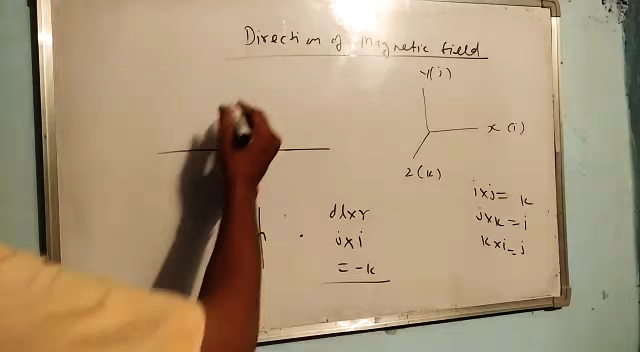 Direction of Magnetic field
Y(j)
X (i)
Z(k)
dl x r
j x i
= -k
i x j = k
j x k = i
k x i = j